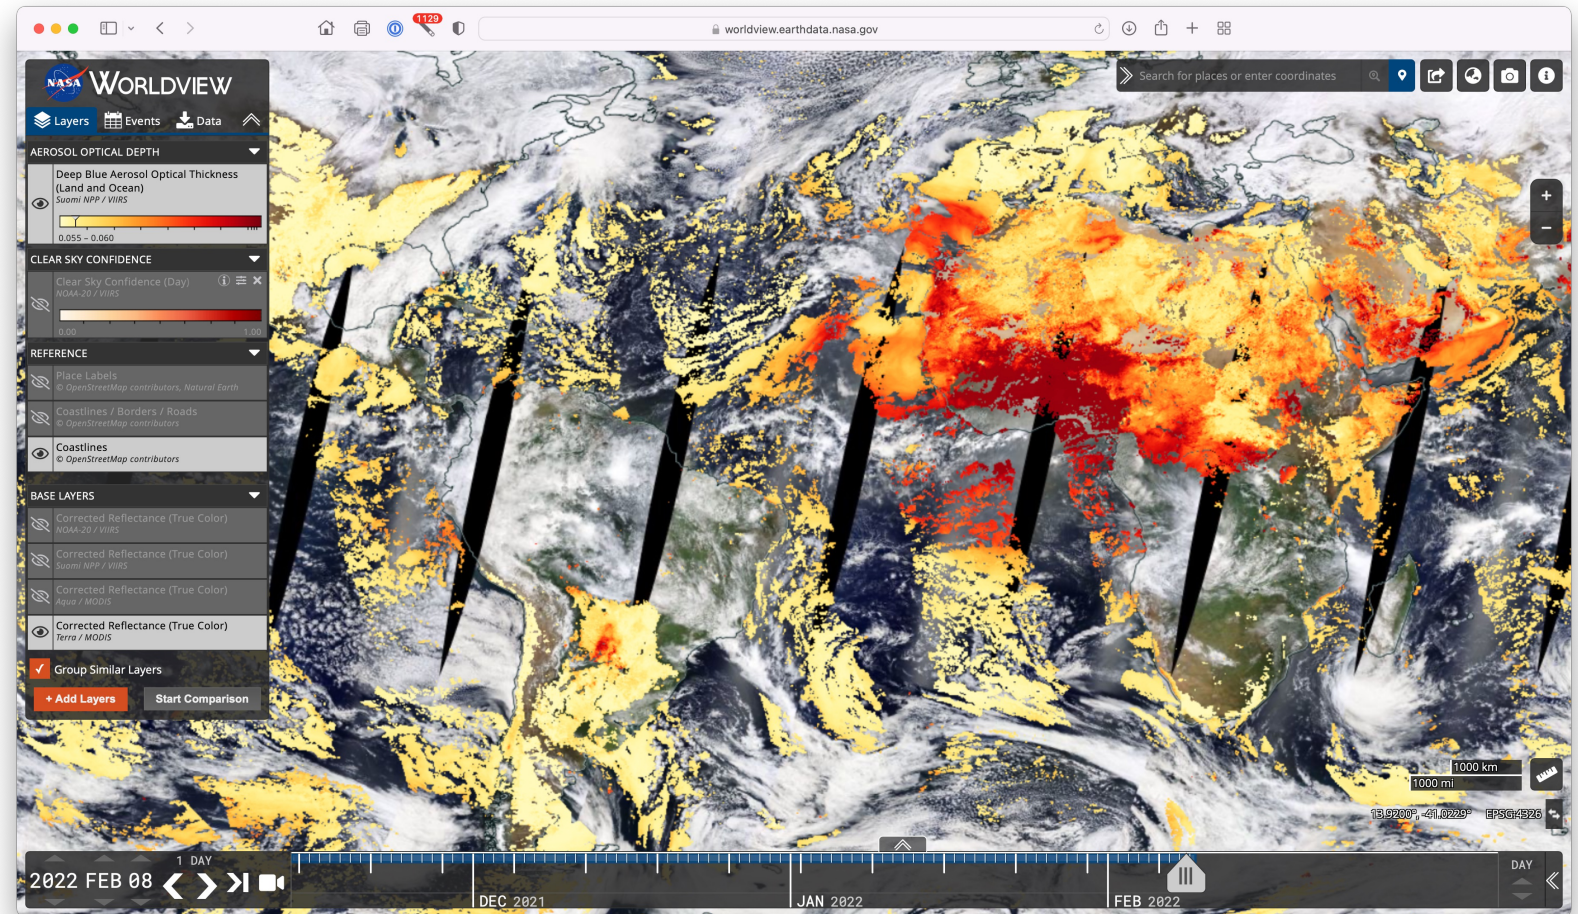 1129
worldview.earthdata.nasa.gov
NASA WORLDVIEW
Search for places or enter coordinates
Layers Events Data
AEROSOL OPTICAL DEPTH
Deep Blue Aerosol Optical Thickness
(Land and Ocean)
Suomi NPP / VIIRS
0.055 – 0.060
CLEAR SKY CONFIDENCE
Clear Sky Confidence (Day)
NOAA-20 / VIIRS
0.00 1.00
REFERENCE
Place Labels
© OpenStreetMap contributors, Natural Earth
Coastlines / Borders / Roads
© OpenStreetMap contributors
Coastlines
© OpenStreetMap contributors
BASE LAYERS
Corrected Reflectance (True Color)
NOAA-20 / VIIRS
Corrected Reflectance (True Color)
Suomi NPP / VIIRS
Corrected Reflectance (True Color)
Aqua / MODIS
Corrected Reflectance (True Color)
Terra / MODIS
Group Similar Layers
+ Add Layers Start Comparison
1000 km
1000 mi
13.9200°, -41.0229° EPSG:4326
1 DAY
2022 FEB 08
DEC 2021 JAN 2022 FEB 2022
DAY